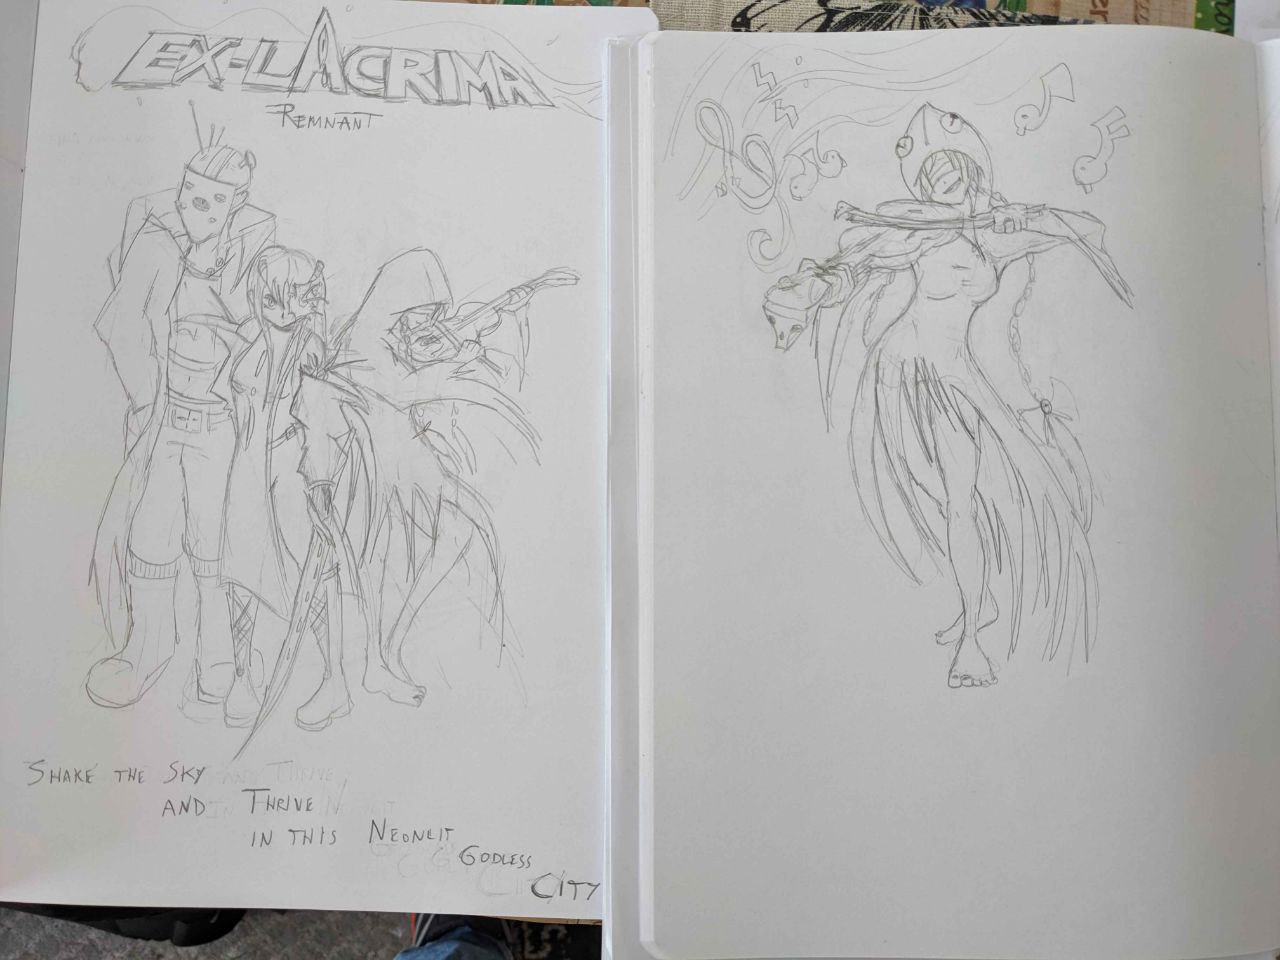 EX-LACRIMA
REMNANT
SHAKE THE SKY
AND THRIVE
IN THIS NEONLIT
GODLESS
CITY